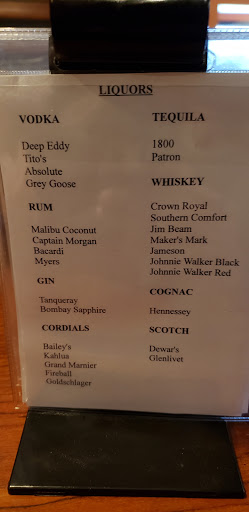 LIQUORS
VODKA
Deep Eddy
Tito's
Absolute
Grey Goose
RUM
Malibu Coconut
Captain Morgan
Bacardi
Myers
GIN
Tanqueray
Bombay Sapphire
CORDIALS
Bailey's
Kahlua
Grand Marnier
Fireball
Goldschlager
TEQUILA
1800
Patron
WHISKEY
Crown Royal
Southern Comfort
Jim Beam
Maker's Mark
Jameson
Johnnie Walker Black
Johnnie Walker Red
COGNAC
Hennessey
SCOTCH
Dewar's
Glenlivet